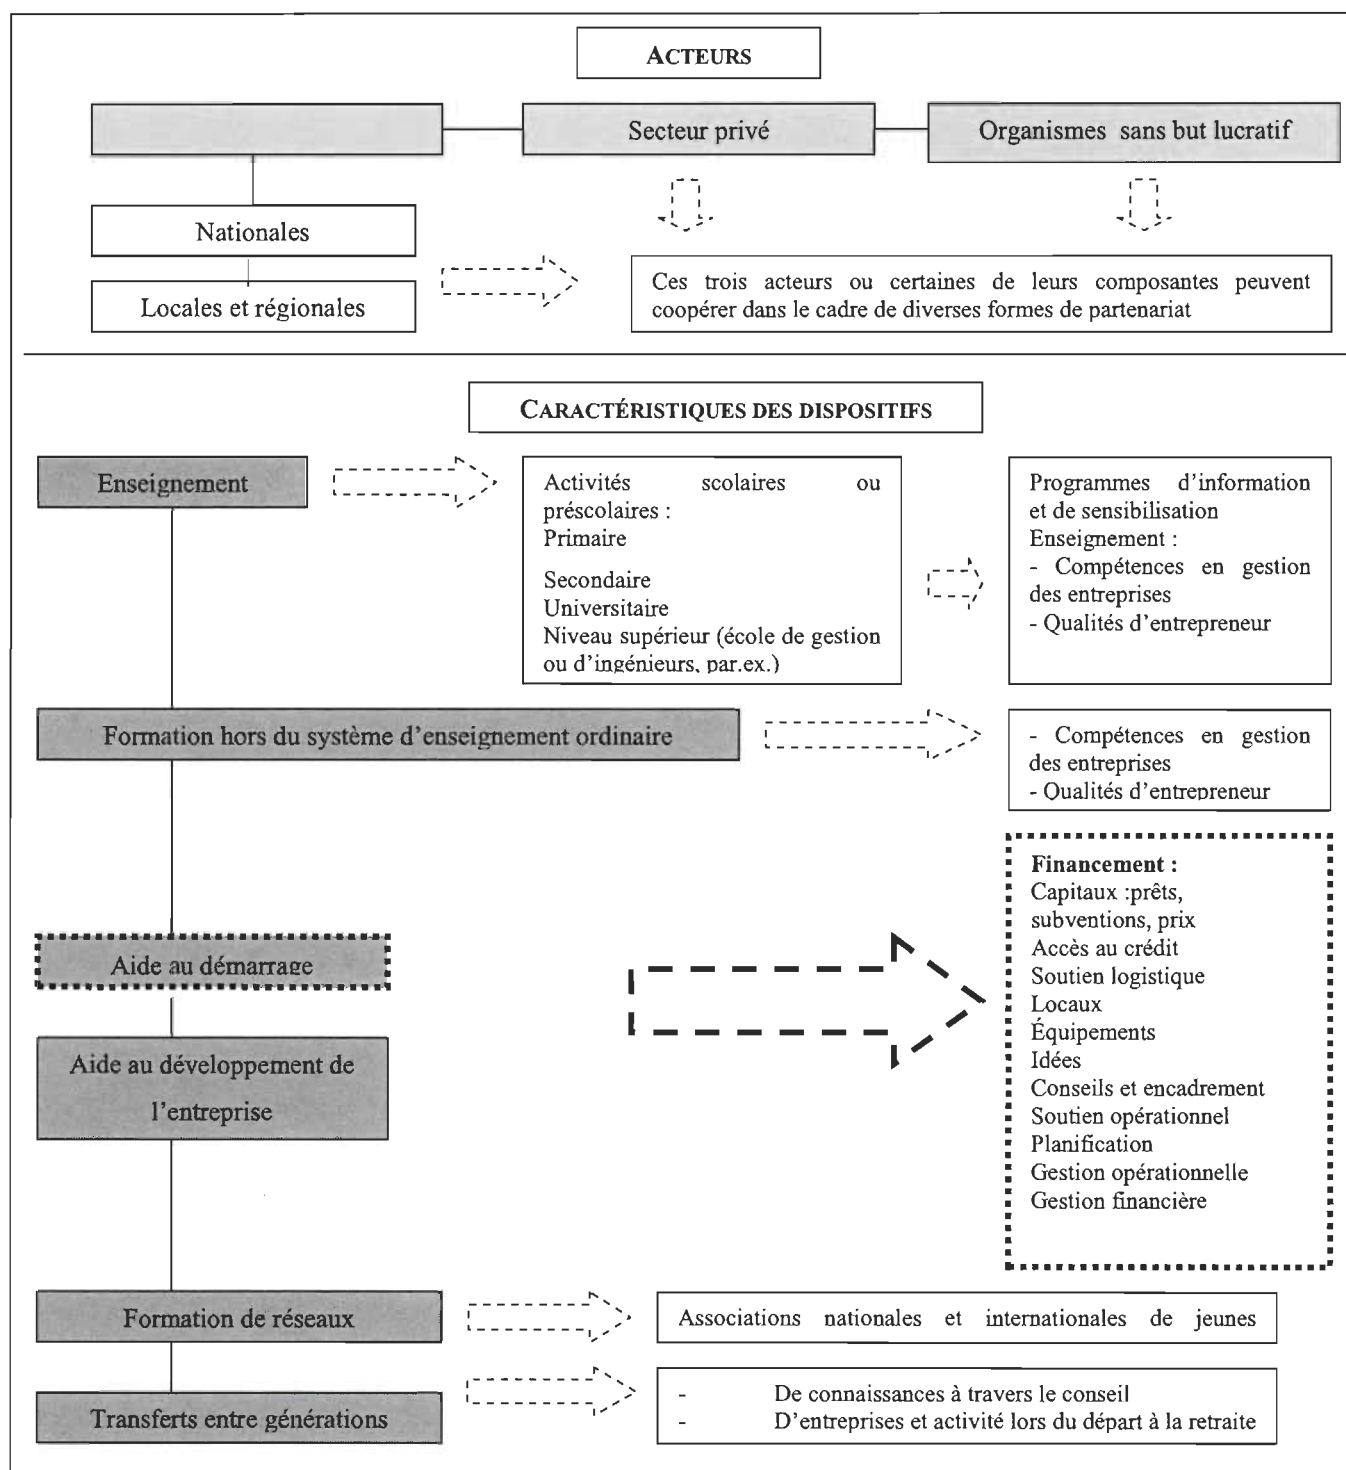 ACTEURS
Secteur privé
Organismes sans but lucratif
Nationales
Locales et régionales
Ces trois acteurs ou certaines de leurs composantes peuvent
coopérer dans le cadre de diverses formes de partenariat
CARACTÉRISTIQUES DES DISPOSITIFS
Enseignement
Activités scolaires ou
préscolaires :
Primaire
Secondaire
Universitaire
Niveau supérieur (école de gestion
ou d'ingénieurs, par.ex.)
Programmes d'information
et de sensibilisation
Enseignement :
- Compétences en gestion
des entreprises
- Qualités d'entrepreneur
Formation hors du système d'enseignement ordinaire
- Compétences en gestion
des entreprises
- Qualités d'entrepreneur
Aide au démarrage
Aide au développement de
l'entreprise
Financement :
Capitaux :prêts,
subventions, prix
Accès au crédit
Soutien logistique
Locaux
Équipements
Idées
Conseils et encadrement
Soutien opérationnel
Planification
Gestion opérationnelle
Gestion financière
Formation de réseaux
Associations nationales et internationales de jeunes
Transferts entre générations
- De connaissances à travers le conseil
- D'entreprises et activité lors du départ à la retraite